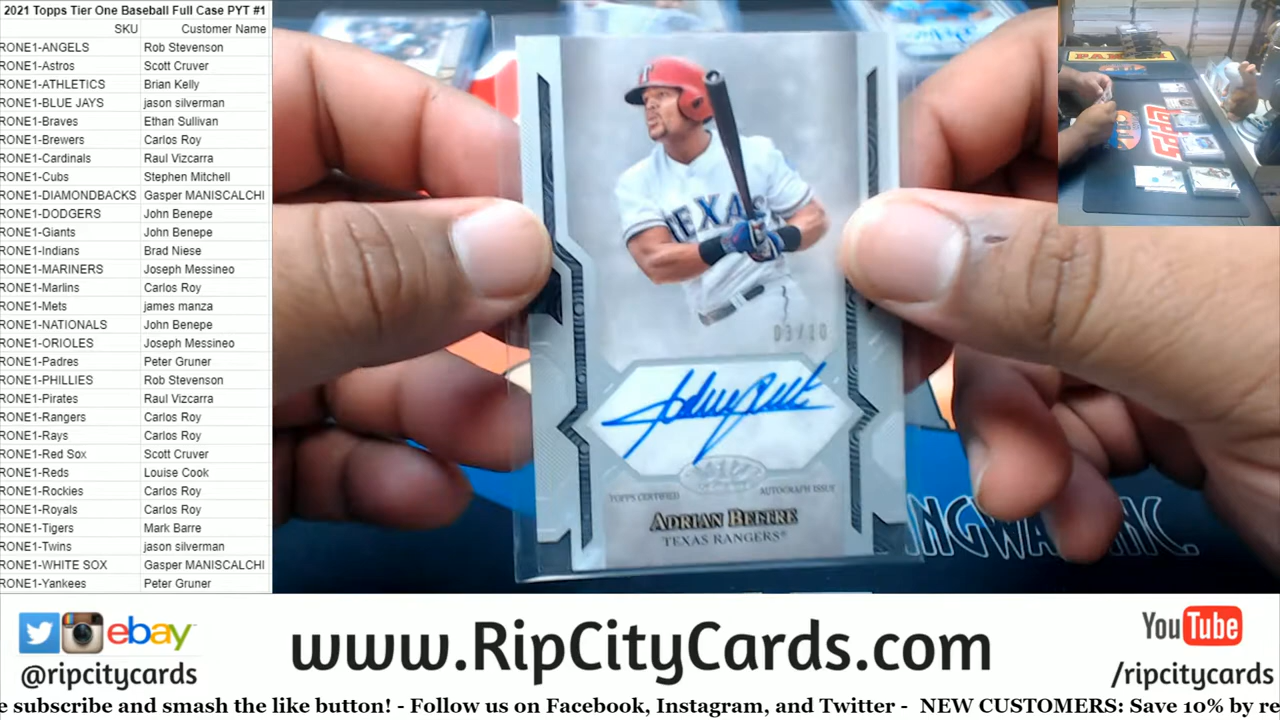 2021 Topps Tier One Baseball Full Case PYT #1
SKU Customer Name
RONE1-ANGELS Rob Stevenson
RONE1-Astros Scott Cruver
RONE1-ATHLETICS Brian Kelly
RONE1-BLUE JAYS jason silverman
RONE1-Braves Ethan Sullivan
RONE1-Brewers Carlos Roy
RONE1-Cardinals Raul Vizcarra
RONE1-Cubs Stephen Mitchell
RONE1-DIAMONDBACKS Gasper MANISCALCHI
RONE1-DODGERS John Benepe
RONE1-Giants John Benepe
RONE1-Indians Brad Niese
RONE1-MARINERS Joseph Messineo
RONE1-Marlins Carlos Roy
RONE1-Mets james manza
RONE1-NATIONALS John Benepe
RONE1-ORIOLES Joseph Messineo
RONE1-Padres Peter Gruner
RONE1-PHILLIES Rob Stevenson
RONE1-Pirates Raul Vizcarra
RONE1-Rangers Carlos Roy
RONE1-Rays Carlos Roy
RONE1-Red Sox Scott Cruver
RONE1-Reds Louise Cook
RONE1-Rockies Carlos Roy
RONE1-Royals Carlos Roy
RONE1-Tigers Mark Barre
RONE1-Twins jason silverman
RONE1-WHITE SOX Gasper MANISCALCHI
RONE1-Yankees Peter Gruner
T
TEXAS
03/10
TOPPS CERTIFIED AUTOGRAPH ISSUE
ADRIAN BELTRE
TEXAS RANGERS®
PANINI
INGWAX INC.
ebay
@ripcitycards
www.RipCityCards.com
YouTube
/ripcitycards
e subscribe and smash the like button! - Follow us on Facebook, Instagram, and Twitter - NEW CUSTOMERS: Save 10% by re